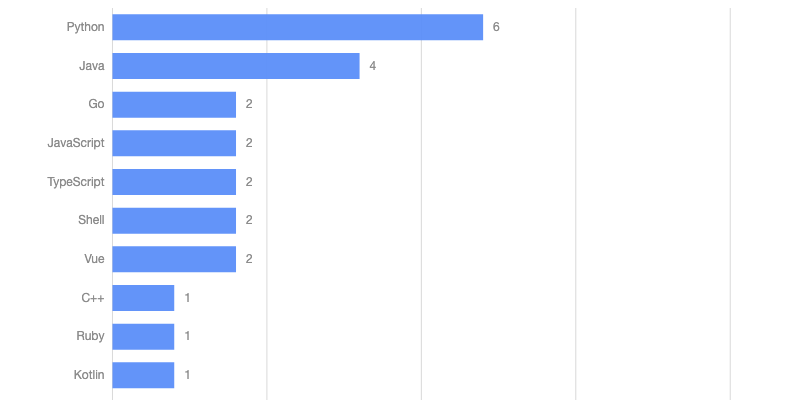 Python 6
Java 4
Go 2
JavaScript 2
TypeScript 2
Shell 2
Vue 2
C++ 1
Ruby 1
Kotlin 1